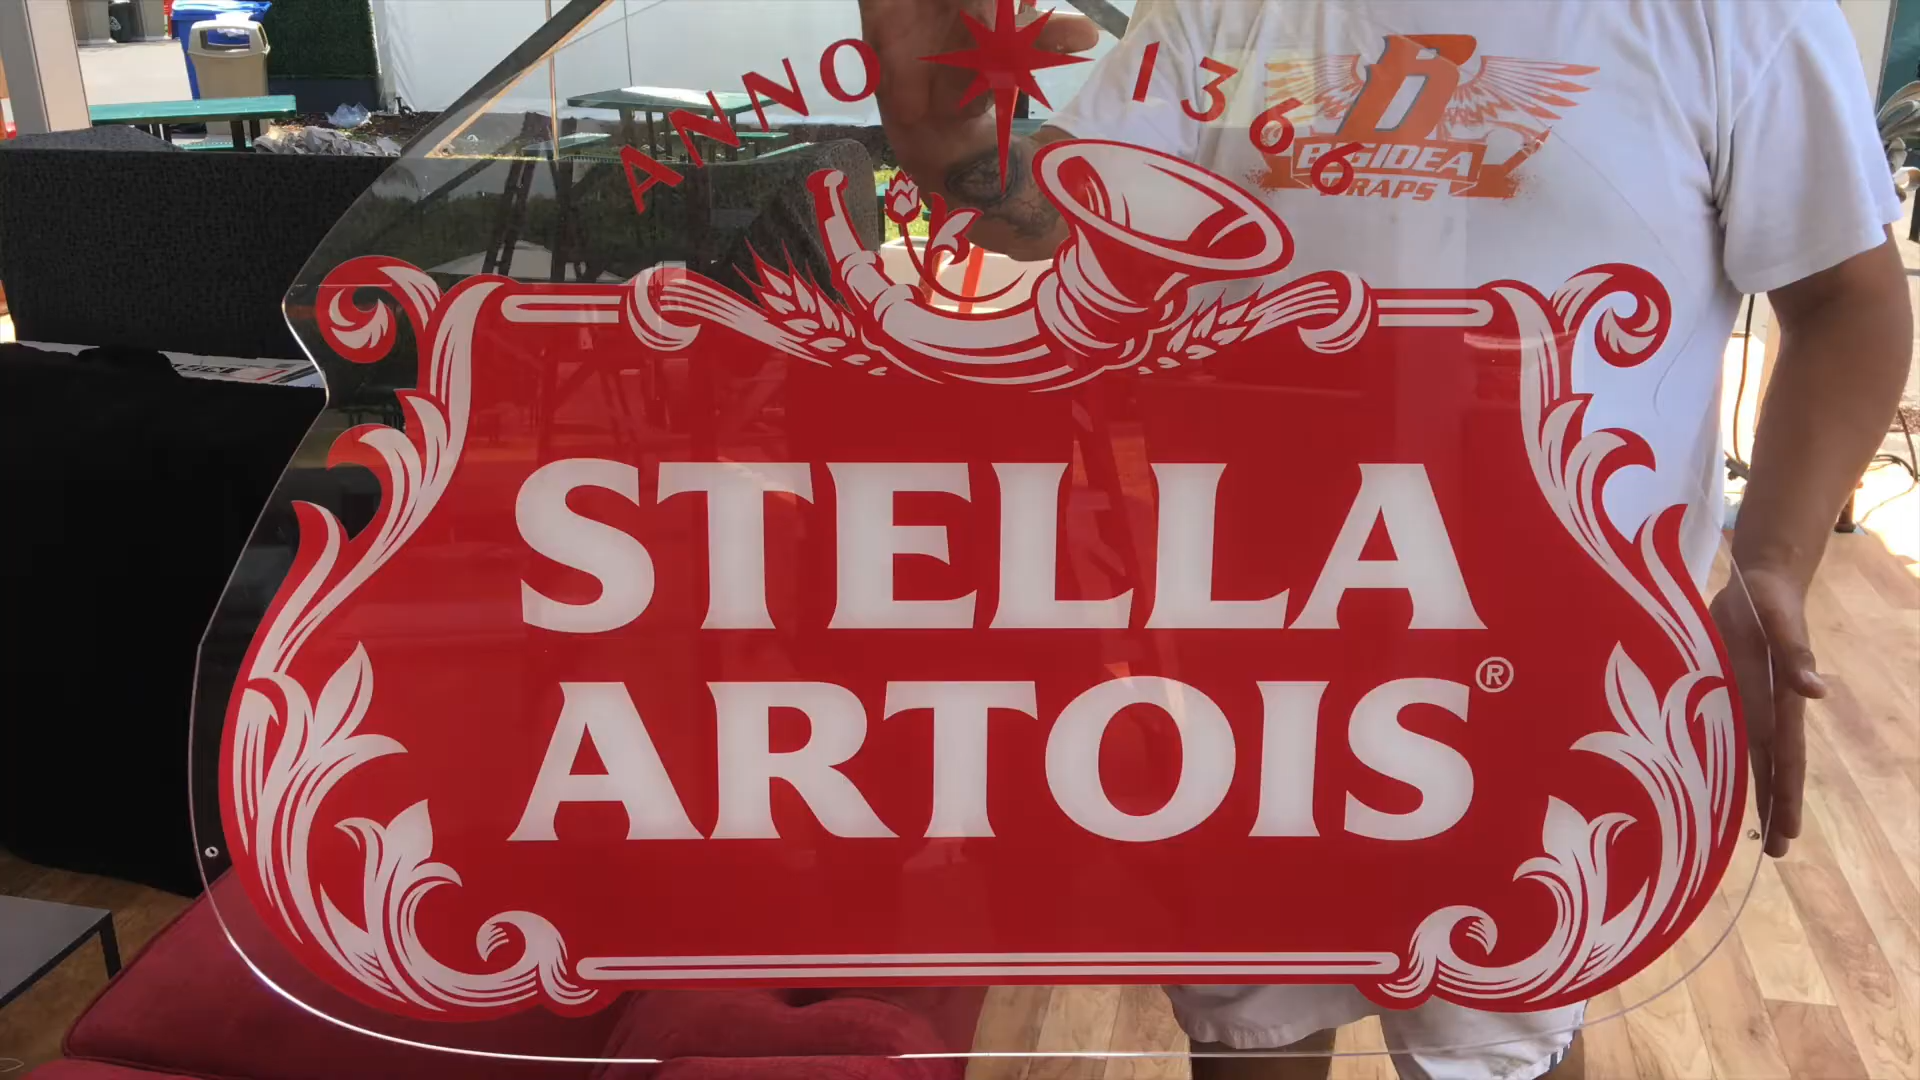 ANNO 1366
STELLA
ARTOIS®
B
BIGIDEA
WRAPS